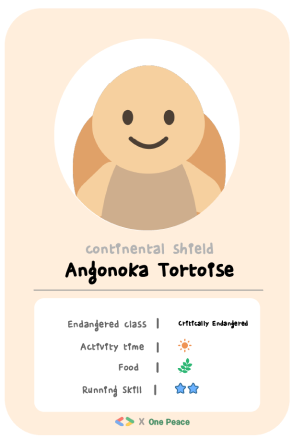 continental Shield
Angonoka Tortoise
Endangered class | Critically Endangered
Activity time |
Food |
Running Skill |
X One Peace